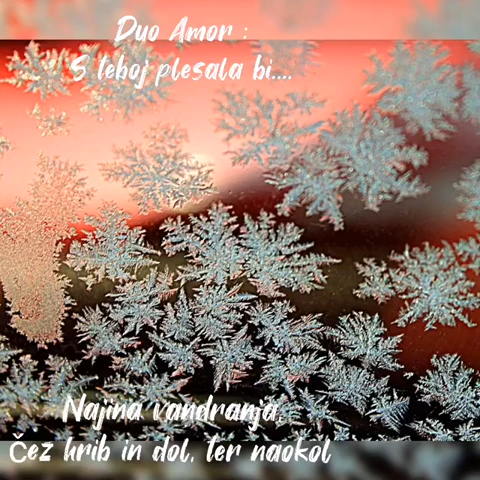 Duo Amor :
S teboj plesala bi....
Najina vandranja,
Čez hrib in dol, ter naokol